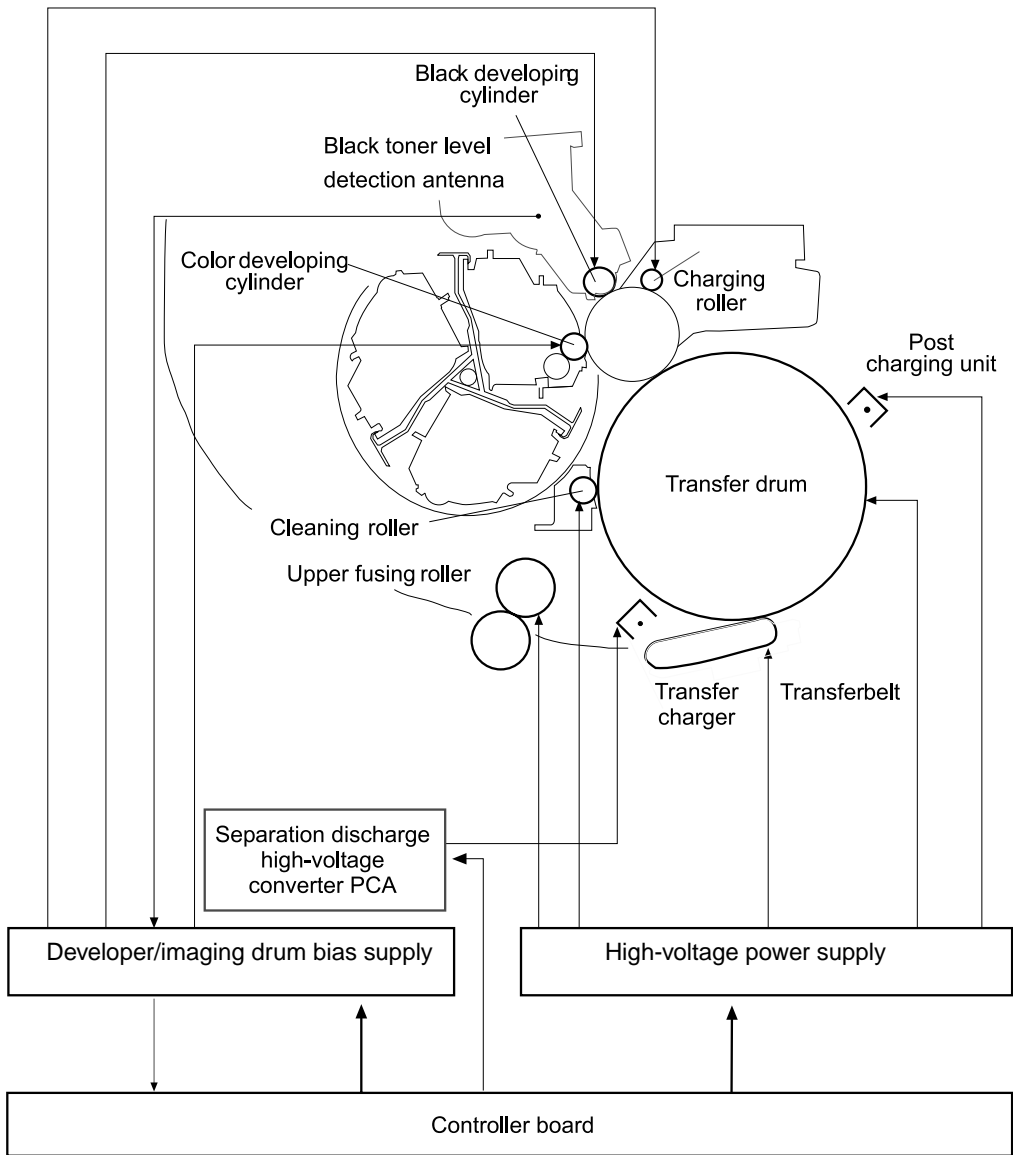 Black developing
cylinder
Black toner level
detection antenna
Color developing
cylinder
Charging
roller
Post
charging unit
Transfer drum
Cleaning roller
Upper fusing roller
Transfer
charger
Transferbelt
Separation discharge
high-voltage
converter PCA
Developer/imaging drum bias supply
High-voltage power supply
Controller board